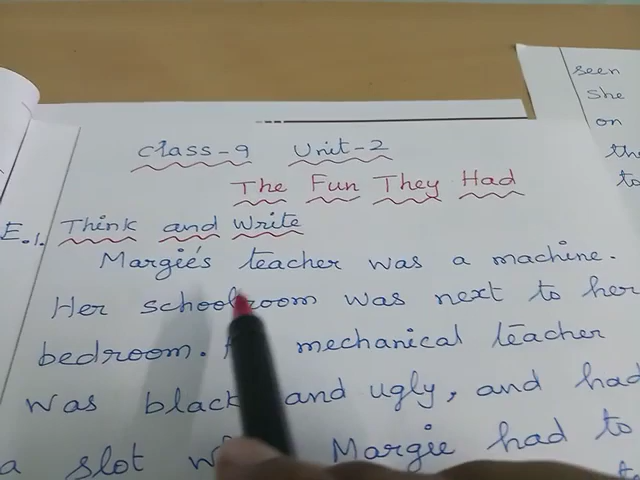 Class-9 Unit-2
The Fun They Had
E.1. Think and Write
Margie's teacher was a machine.
Her schoolroom was next to her
bedroom. mechanical teacher
was black and ugly, and had
a slot Margie had to
seen
She
on
to